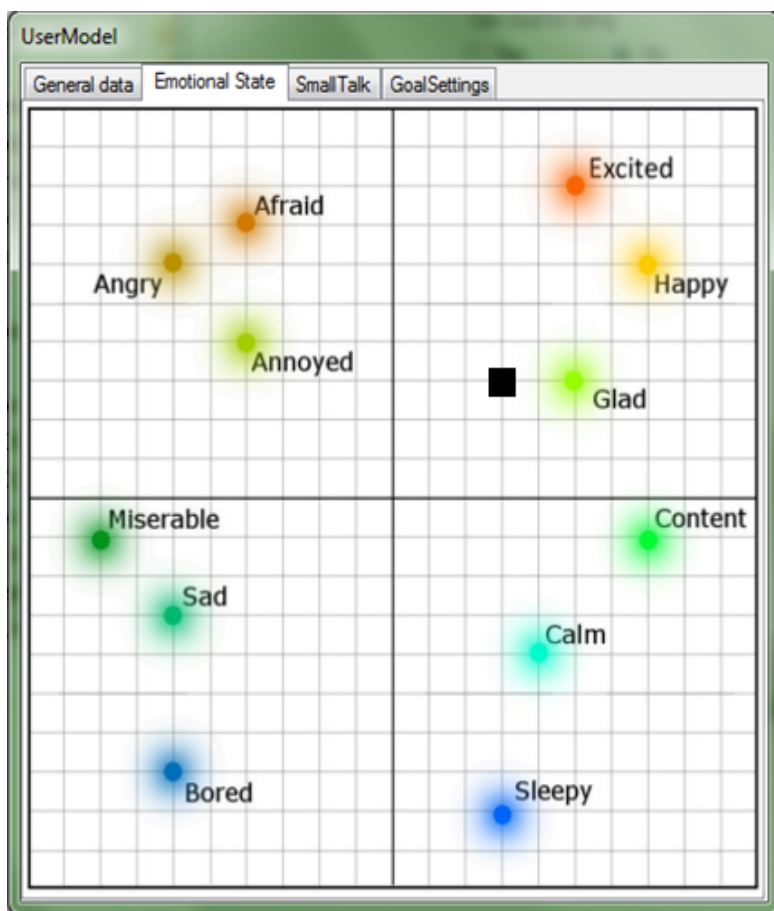 UserModel
General data Emotional State SmallTalk GoalSettings
Excited
Afraid
Angry
Happy
Annoyed
Glad
Miserable
Content
Sad
Calm
Bored
Sleepy